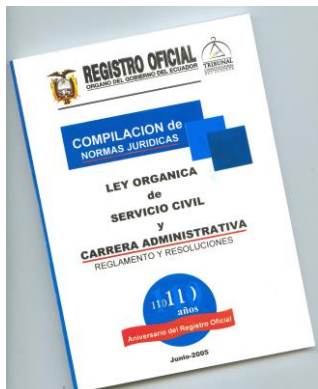 REGISTRO OFICIAL
ORGANO DEL GOBIERNO DEL ECUADOR
TRIBUNAL
COMPILACION de
NORMAS JURIDICAS
LEY ORGANICA
de
SERVICIO CIVIL
y
CARRERA ADMINISTRATIVA
REGLAMENTO Y RESOLUCIONES
110
años
Aniversario del Registro Oficial
Junio-2005